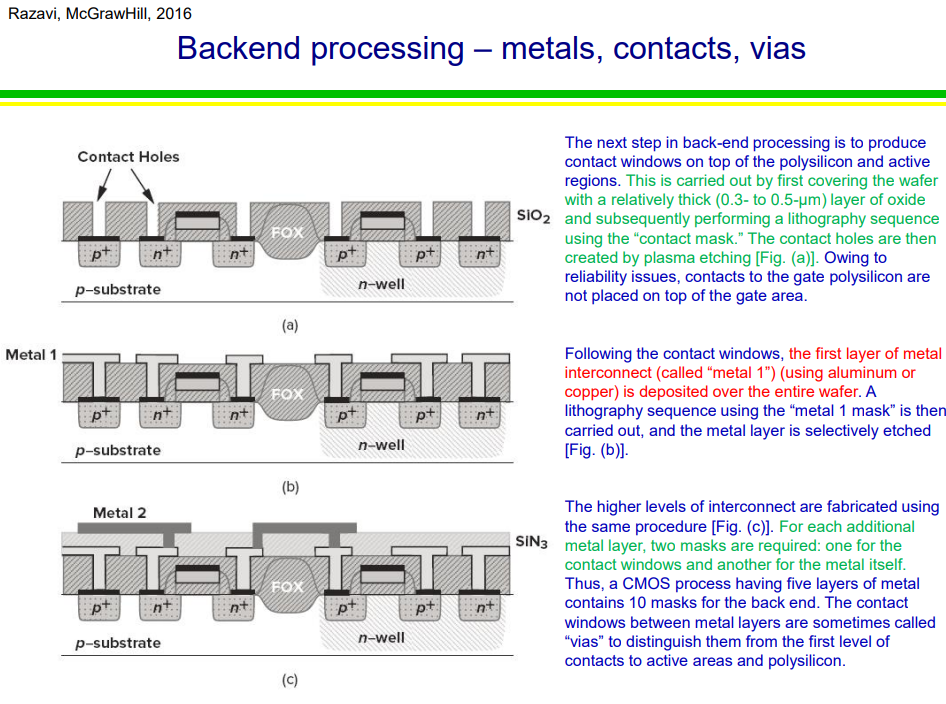 Razavi, McGrawHill, 2016
Backend processing – metals, contacts, vias
Contact Holes
SiO2
FOX
p+
n+
n+
p+
p+
n+
n–well
p–substrate
(a)
The next step in back-end processing is to produce
contact windows on top of the polysilicon and active
regions. This is carried out by first covering the wafer
with a relatively thick (0.3- to 0.5-µm) layer of oxide
and subsequently performing a lithography sequence
using the “contact mask.” The contact holes are then
created by plasma etching [Fig. (a)]. Owing to
reliability issues, contacts to the gate polysilicon are
not placed on top of the gate area.
Metal 1
FOX
p+
n+
n+
p+
p+
n+
n–well
p–substrate
(b)
Following the contact windows, the first layer of metal
interconnect (called “metal 1”) (using aluminum or
copper) is deposited over the entire wafer. A
lithography sequence using the “metal 1 mask” is then
carried out, and the metal layer is selectively etched
[Fig. (b)].
Metal 2
SiN3
FOX
p+
n+
n+
p+
p+
n+
n–well
p–substrate
(c)
The higher levels of interconnect are fabricated using
the same procedure [Fig. (c)]. For each additional
metal layer, two masks are required: one for the
contact windows and another for the metal itself.
Thus, a CMOS process having five layers of metal
contains 10 masks for the back end. The contact
windows between metal layers are sometimes called
“vias” to distinguish them from the first level of
contacts to active areas and polysilicon.